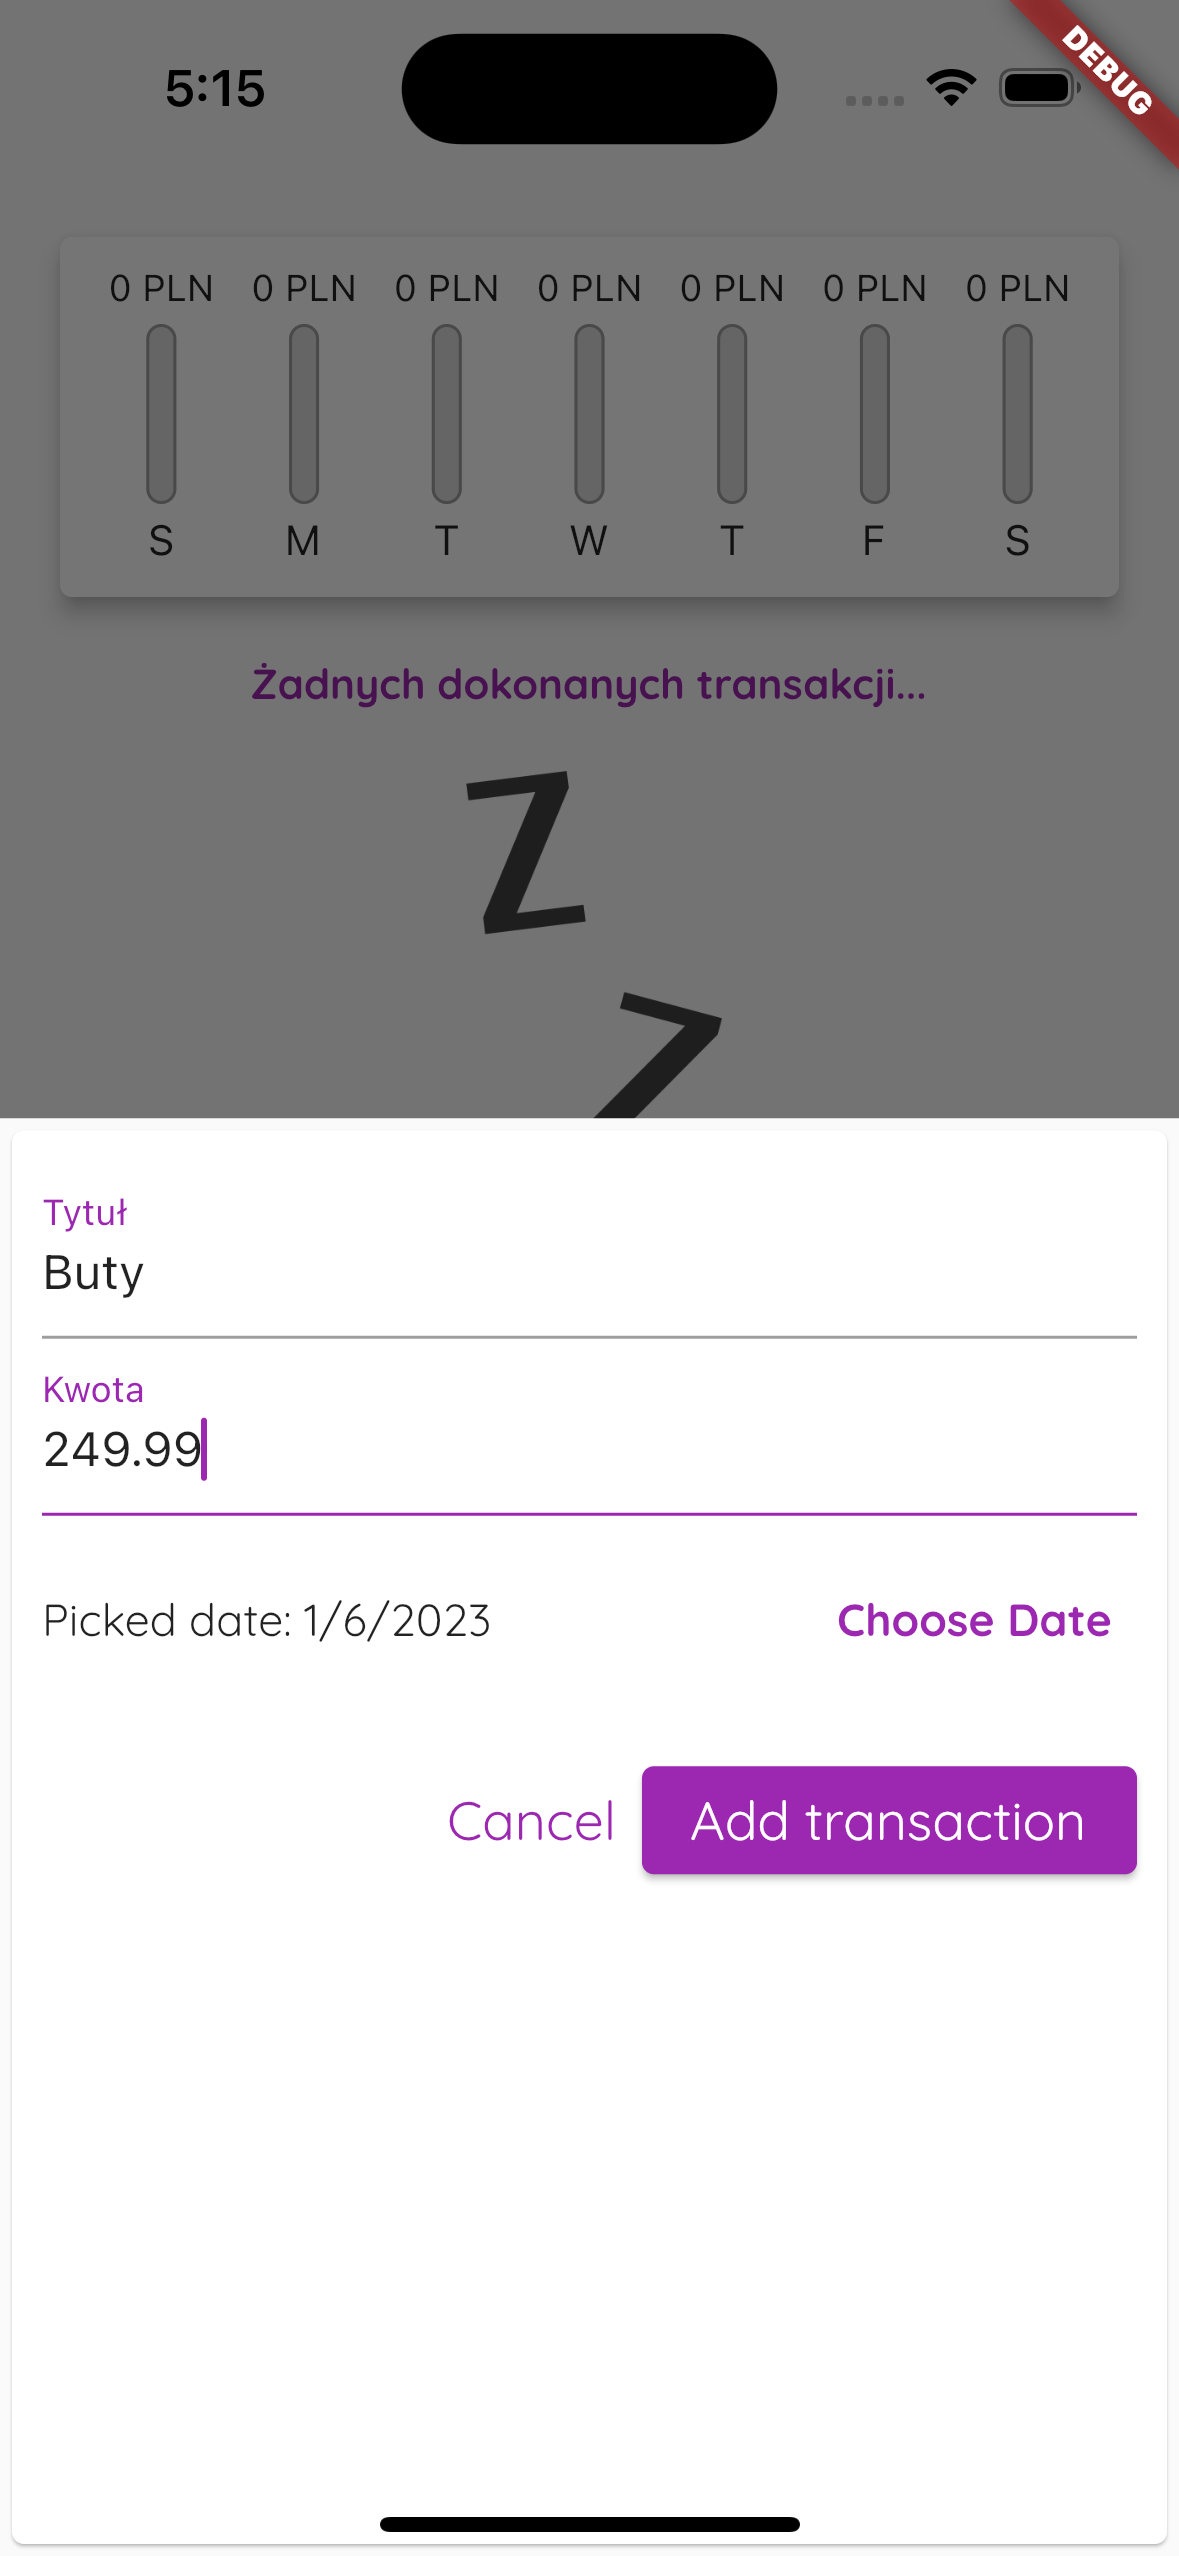 5:15
DEBUG
0 PLN 0 PLN 0 PLN 0 PLN 0 PLN 0 PLN 0 PLN
S M T W T F S
Żadnych dokonanych transakcji...
Z
Z
Tytuł
Buty
Kwota
249.99
Picked date: 1/6/2023 Choose Date
Cancel Add transaction